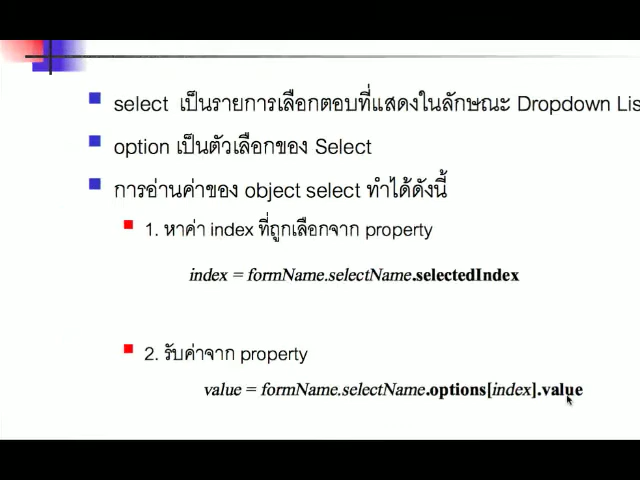 select เป็นรายการเลือกตอบที่แสดงในลักษณะ Dropdown Lis
option เป็นตัวเลือกของ Select
การอ่านค่าของ object select ทำได้ดังนี้
1. หาค่า index ที่ถูกเลือกจาก property
index = formName.selectName.selectedIndex
2. รับค่าจาก property
value = formName.selectName.options[index].value